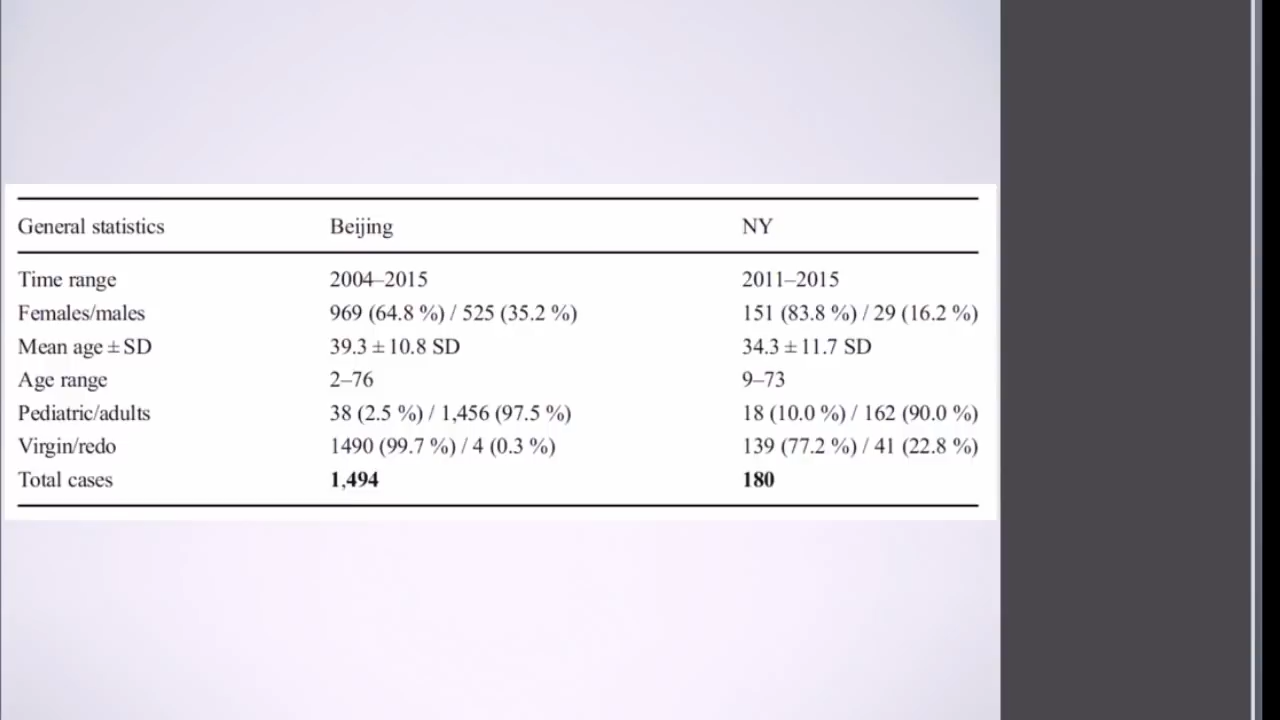 General statistics Beijing NY
Time range 2004–2015 2011–2015
Females/males 969 (64.8 %) / 525 (35.2 %) 151 (83.8 %) / 29 (16.2 %)
Mean age ± SD 39.3 ± 10.8 SD 34.3 ± 11.7 SD
Age range 2–76 9–73
Pediatric/adults 38 (2.5 %) / 1,456 (97.5 %) 18 (10.0 %) / 162 (90.0 %)
Virgin/redo 1490 (99.7 %) / 4 (0.3 %) 139 (77.2 %) / 41 (22.8 %)
Total cases 1,494 180